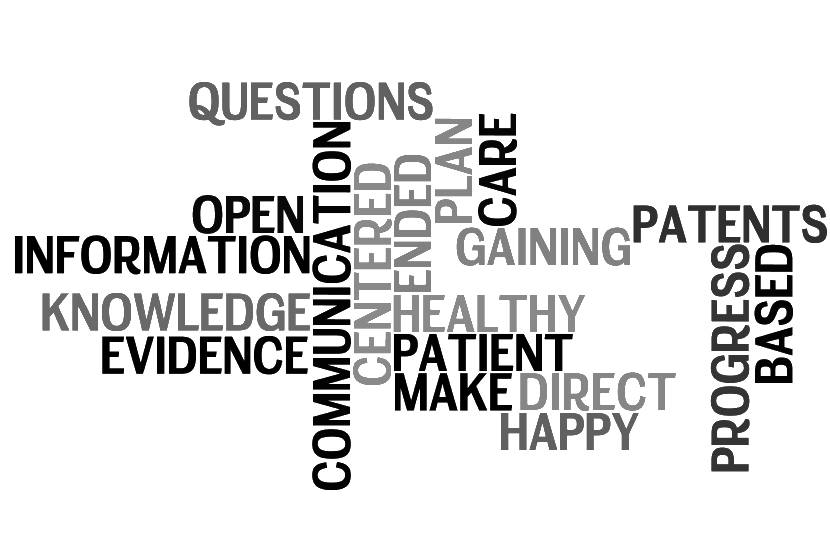 QUESTIONS
COMMUNICATION
CENTERED
ENDED
PLAN
CARE
OPEN
INFORMATION
GAINING
PATENTS
KNOWLEDGE
HEALTHY
EVIDENCE
PATIENT
MAKE
DIRECT
HAPPY
PROGRESS
BASED